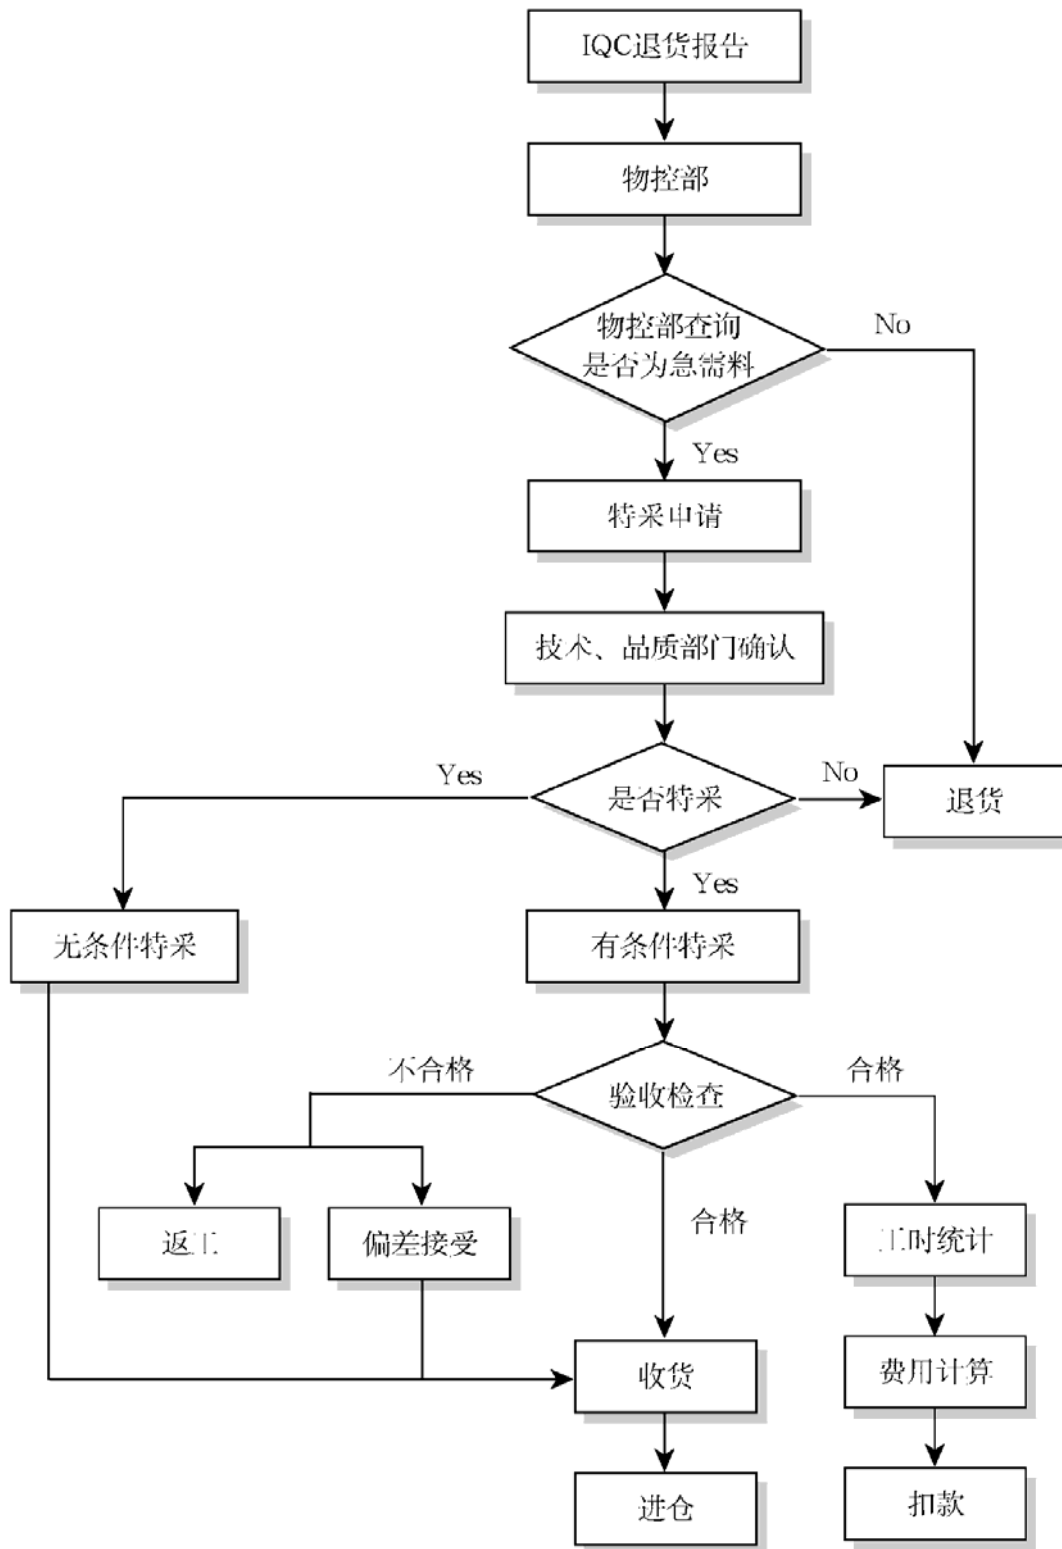 IQC退货报告
物控部
物控部查询
是否为急需料
No
Yes
特采申请
技术、品质部门确认
Yes
是否特采
No
退货
Yes
无条件特采
有条件特采
不合格
验收检查
合格
返工
偏差接受
合格
工时统计
收货
费用计算
进仓
扣款